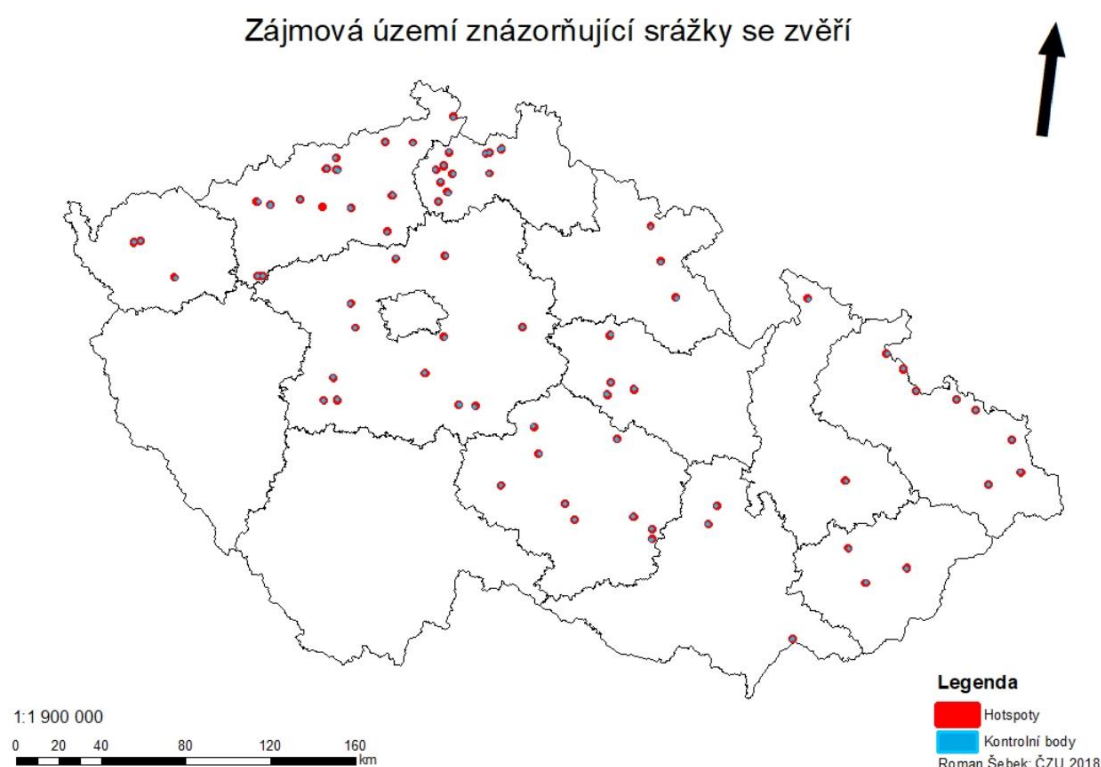 Zájmová území znázorňující srážky se zvěří
Legenda
Hotspoty
Kontrolní body
Roman Šebek; ČZU 2018
1:1 900 000
0 20 40 80 120 160
km